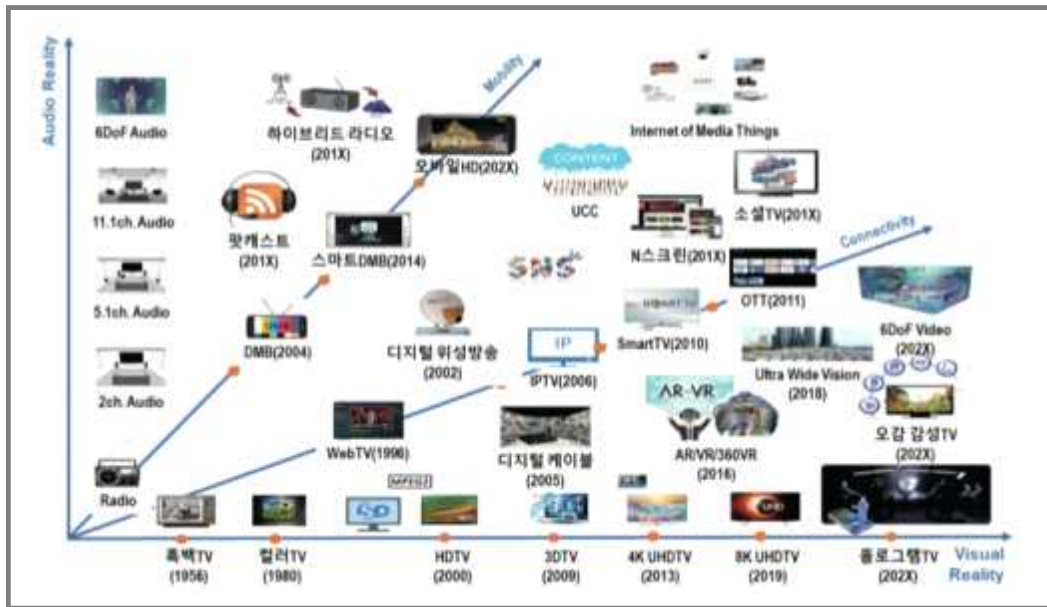 Audio Reality
6DoF Audio
11.1ch. Audio
5.1ch. Audio
2ch. Audio
Radio
하이브리드 라디오
(201X)
팟캐스트
(201X)
Mobility
모바일HD(202X)
스마트DMB(2014)
DMB(2004)
디지털 위성방송
(2002)
WebTV(1996)
CONTENT
UCC
SNS
IP
IPTV(2006)
디지털 케이블
(2005)
Internet of Media Things
소셜TV(201X)
N스크린(201X)
Connectivity
OTT(2011)
SMART TV
SmartTV(2010)
6DoF Video
(202X)
Ultra Wide Vision
(2018)
AR-VR
AR/VR/360VR
(2016)
오감 감성TV
(202X)
MPEG2
SD
3D
UHD
흑백TV
(1956)
컬러TV
(1980)
HDTV
(2000)
3DTV
(2009)
4K UHDTV
(2013)
8K UHDTV
(2019)
홀로그램TV
(202X)
Visual
Reality